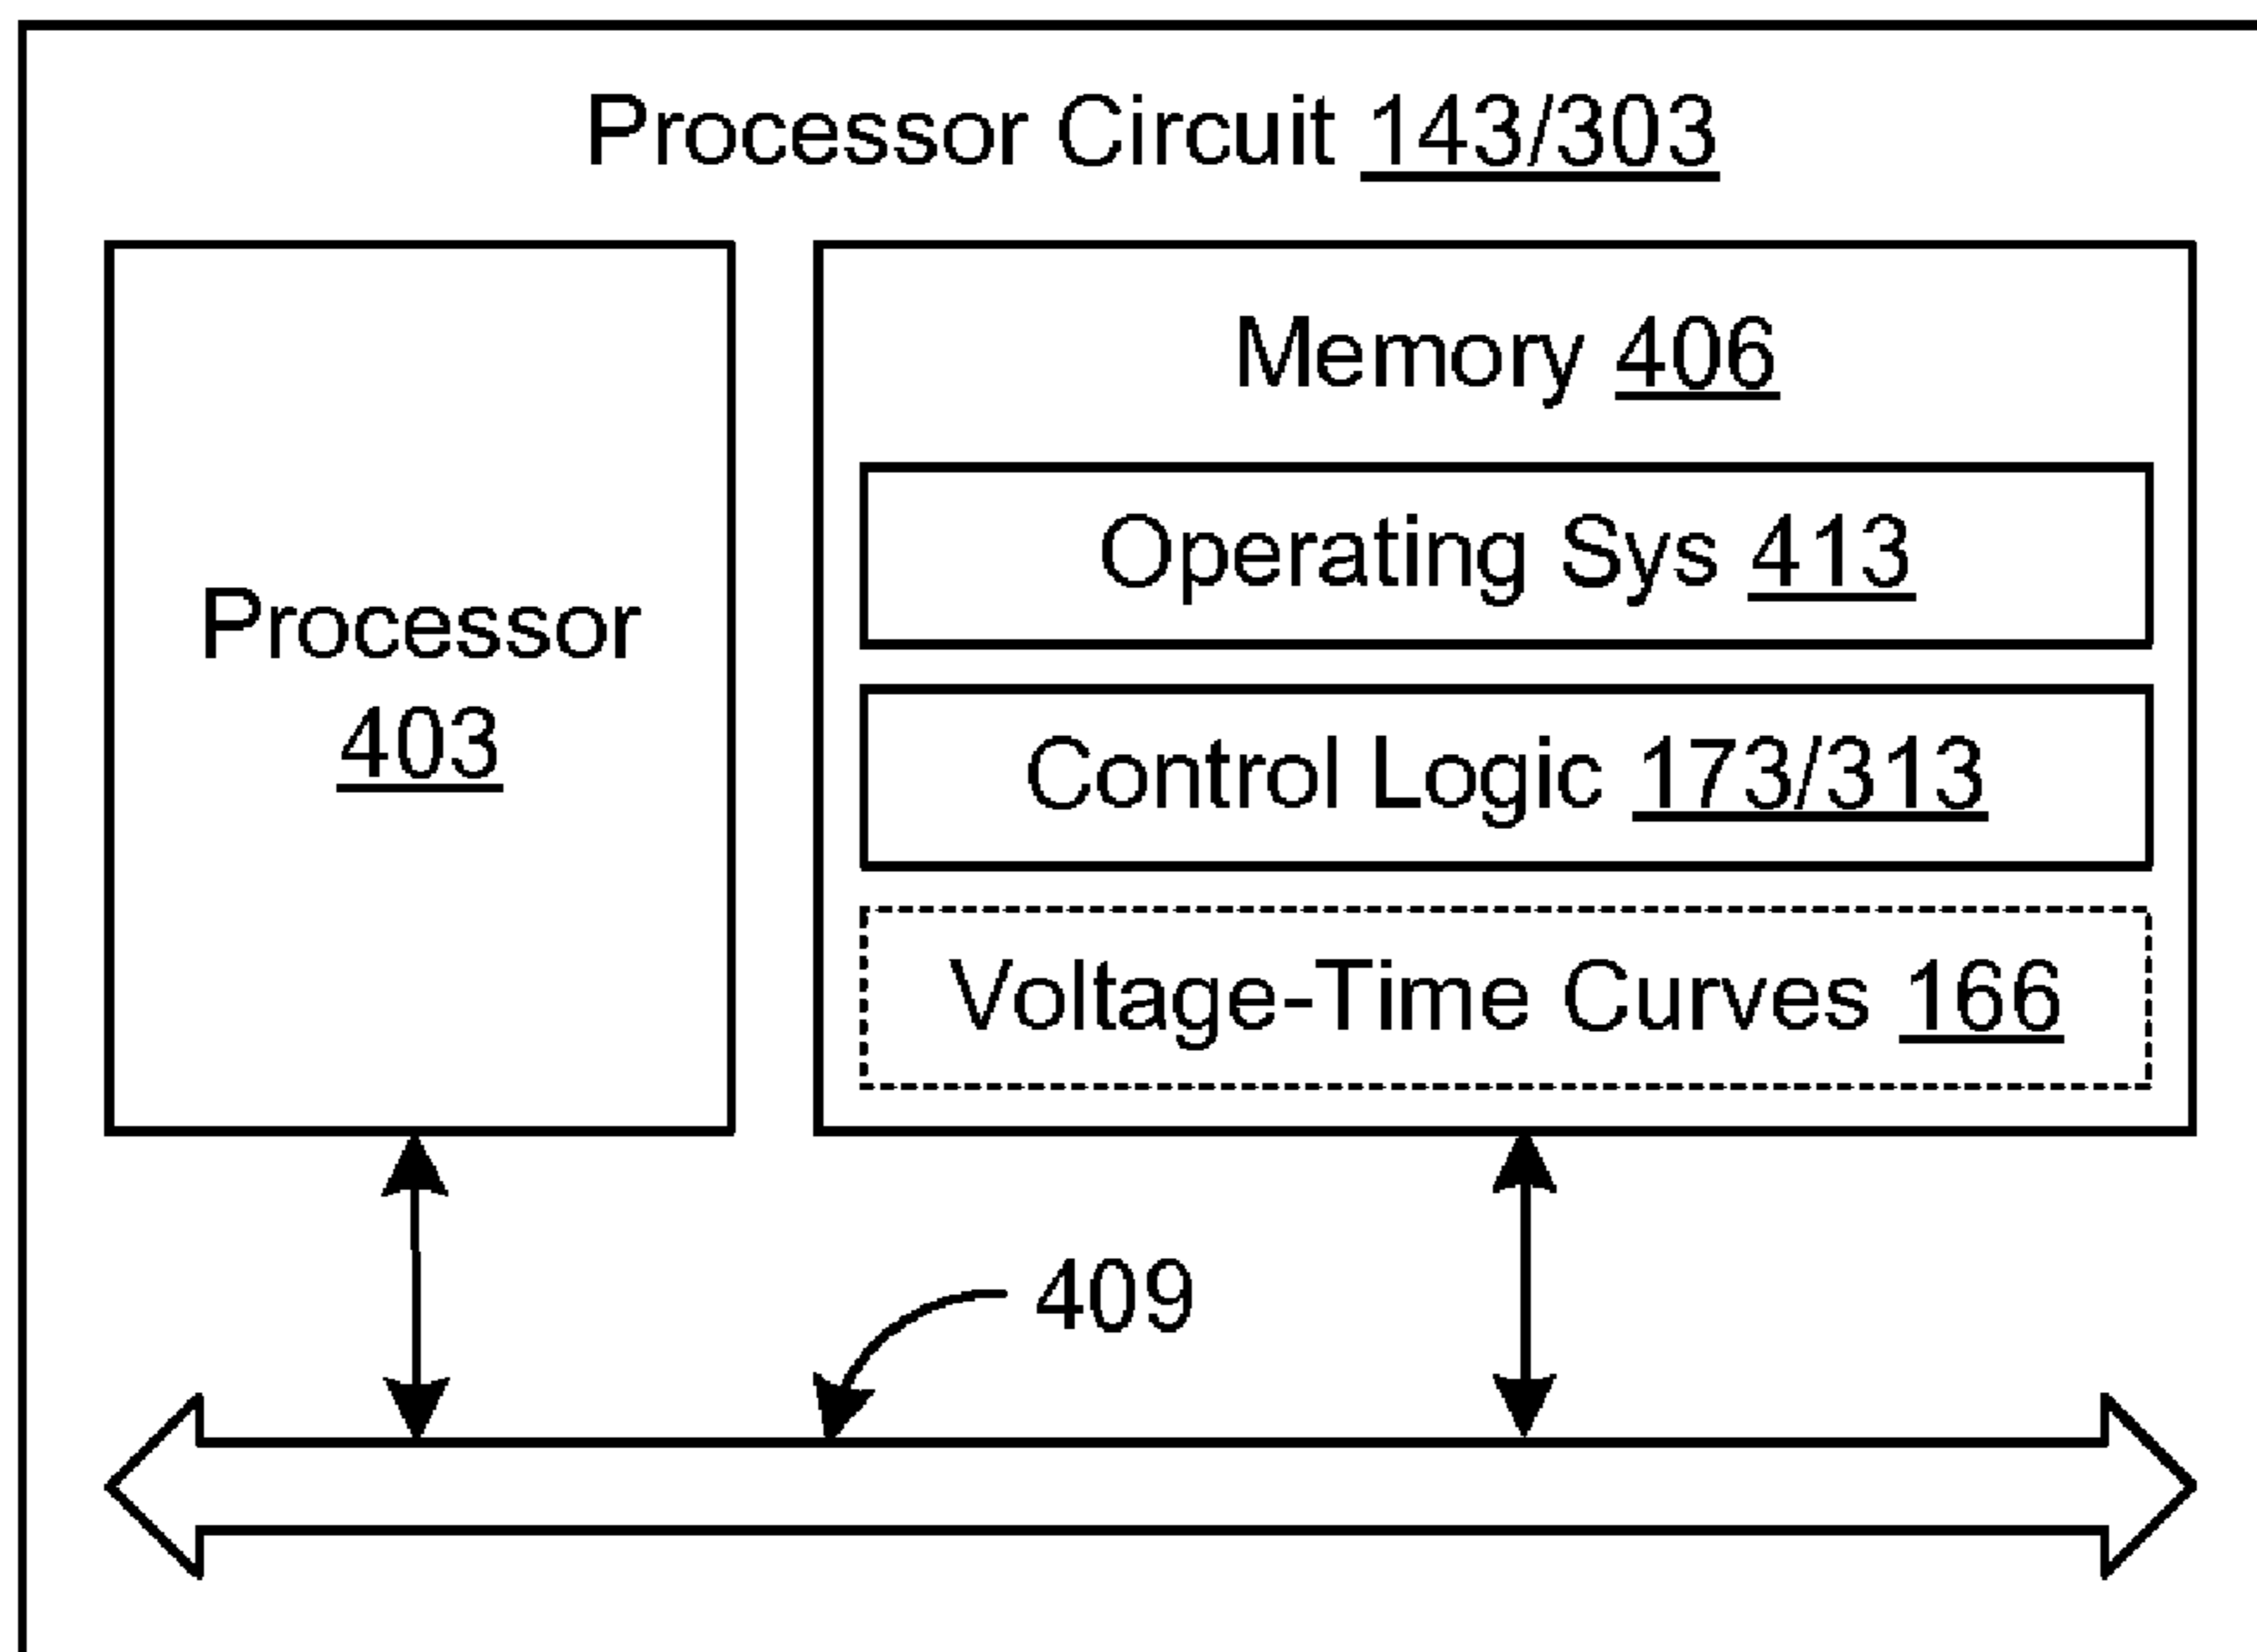 Processor Circuit 143/303
Processor
403
Memory 406
Operating Sys 413
Control Logic 173/313
Voltage-Time Curves 166
409